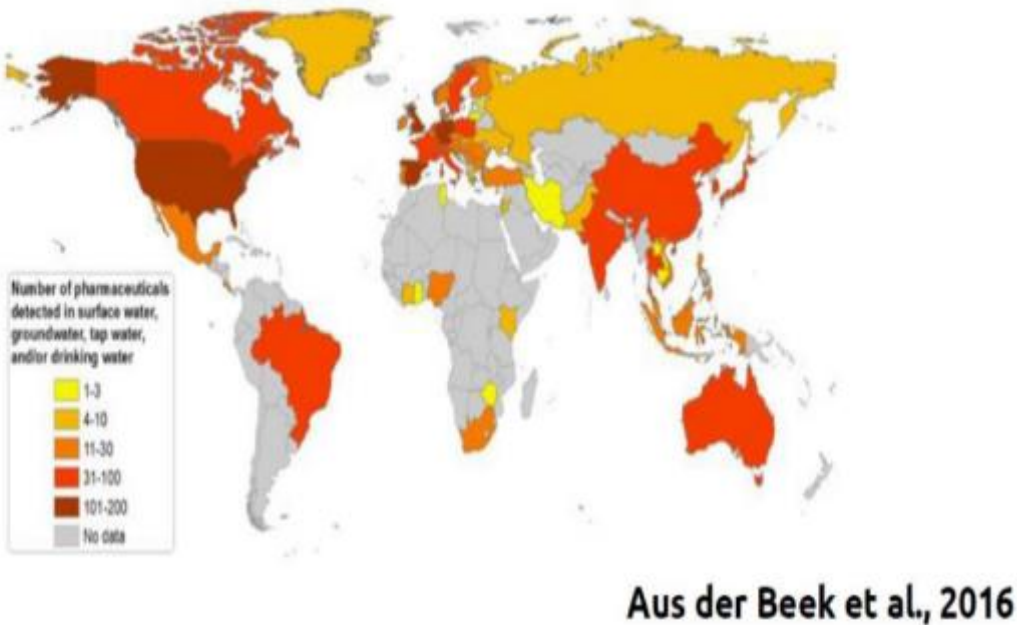 Number of pharmaceuticals
detected in surface water,
groundwater, tap water,
and/or drinking water
1-3
4-10
11-30
31-100
101-200
No data
Aus der Beek et al., 2016